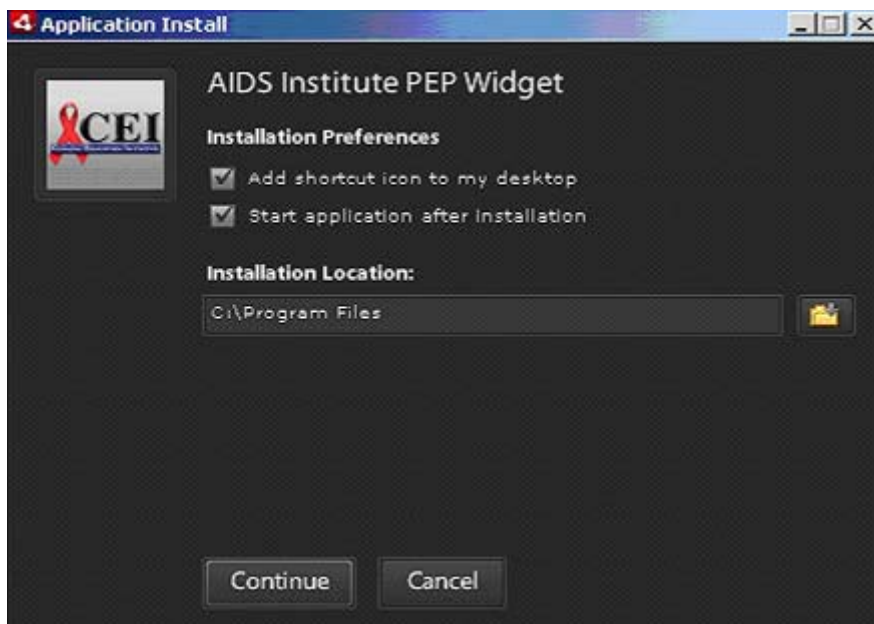 Application Install
AIDS Institute PEP Widget
CEI
Installation Preferences
Add shortcut icon to my desktop
Start application after installation
Installation Location:
C:\Program Files
Continue
Cancel